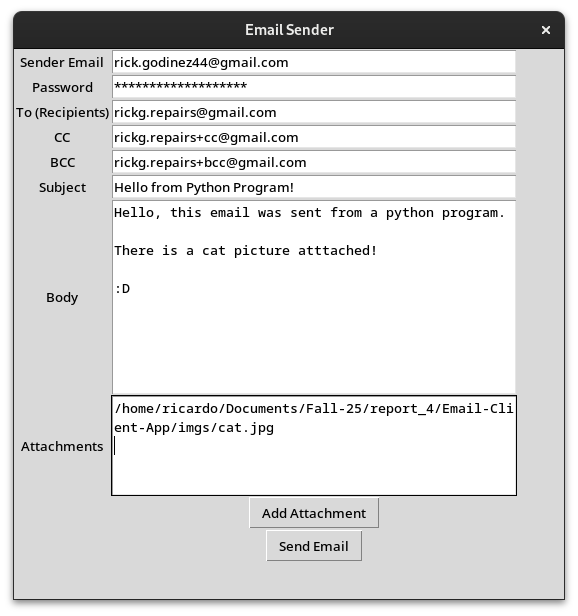 Email Sender
×
Sender Email rick.godinez44@gmail.com
Password *******************
To (Recipients) rickg.repairs@gmail.com
CC rickg.repairs+cc@gmail.com
BCC rickg.repairs+bcc@gmail.com
Subject Hello from Python Program!
Body
Hello, this email was sent from a python program.
There is a cat picture atttached!
:D
Attachments
/home/ricardo/Documents/Fall-25/report_4/Email-Cli
ent-App/imgs/cat.jpg
Add Attachment
Send Email